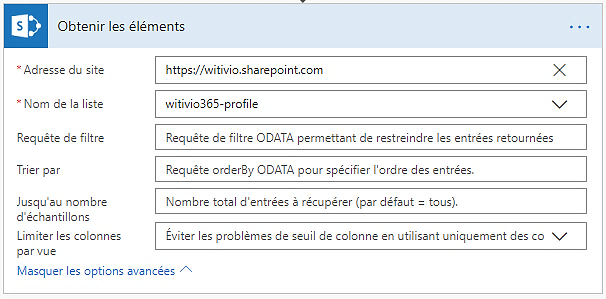 Obtenir les éléments
* Adresse du site
https://witivio.sharepoint.com
* Nom de la liste
witivio365-profile
Requête de filtre
Requête de filtre ODATA permettant de restreindre les entrées retournées
Trier par
Requête orderBy ODATA pour spécifier l'ordre des entrées.
Jusqu'au nombre
d'échantillons
Nombre total d'entrées à récupérer (par défaut = tous).
Limiter les colonnes
par vue
Éviter les problèmes de seuil de colonne en utilisant uniquement des co
Masquer les options avancées